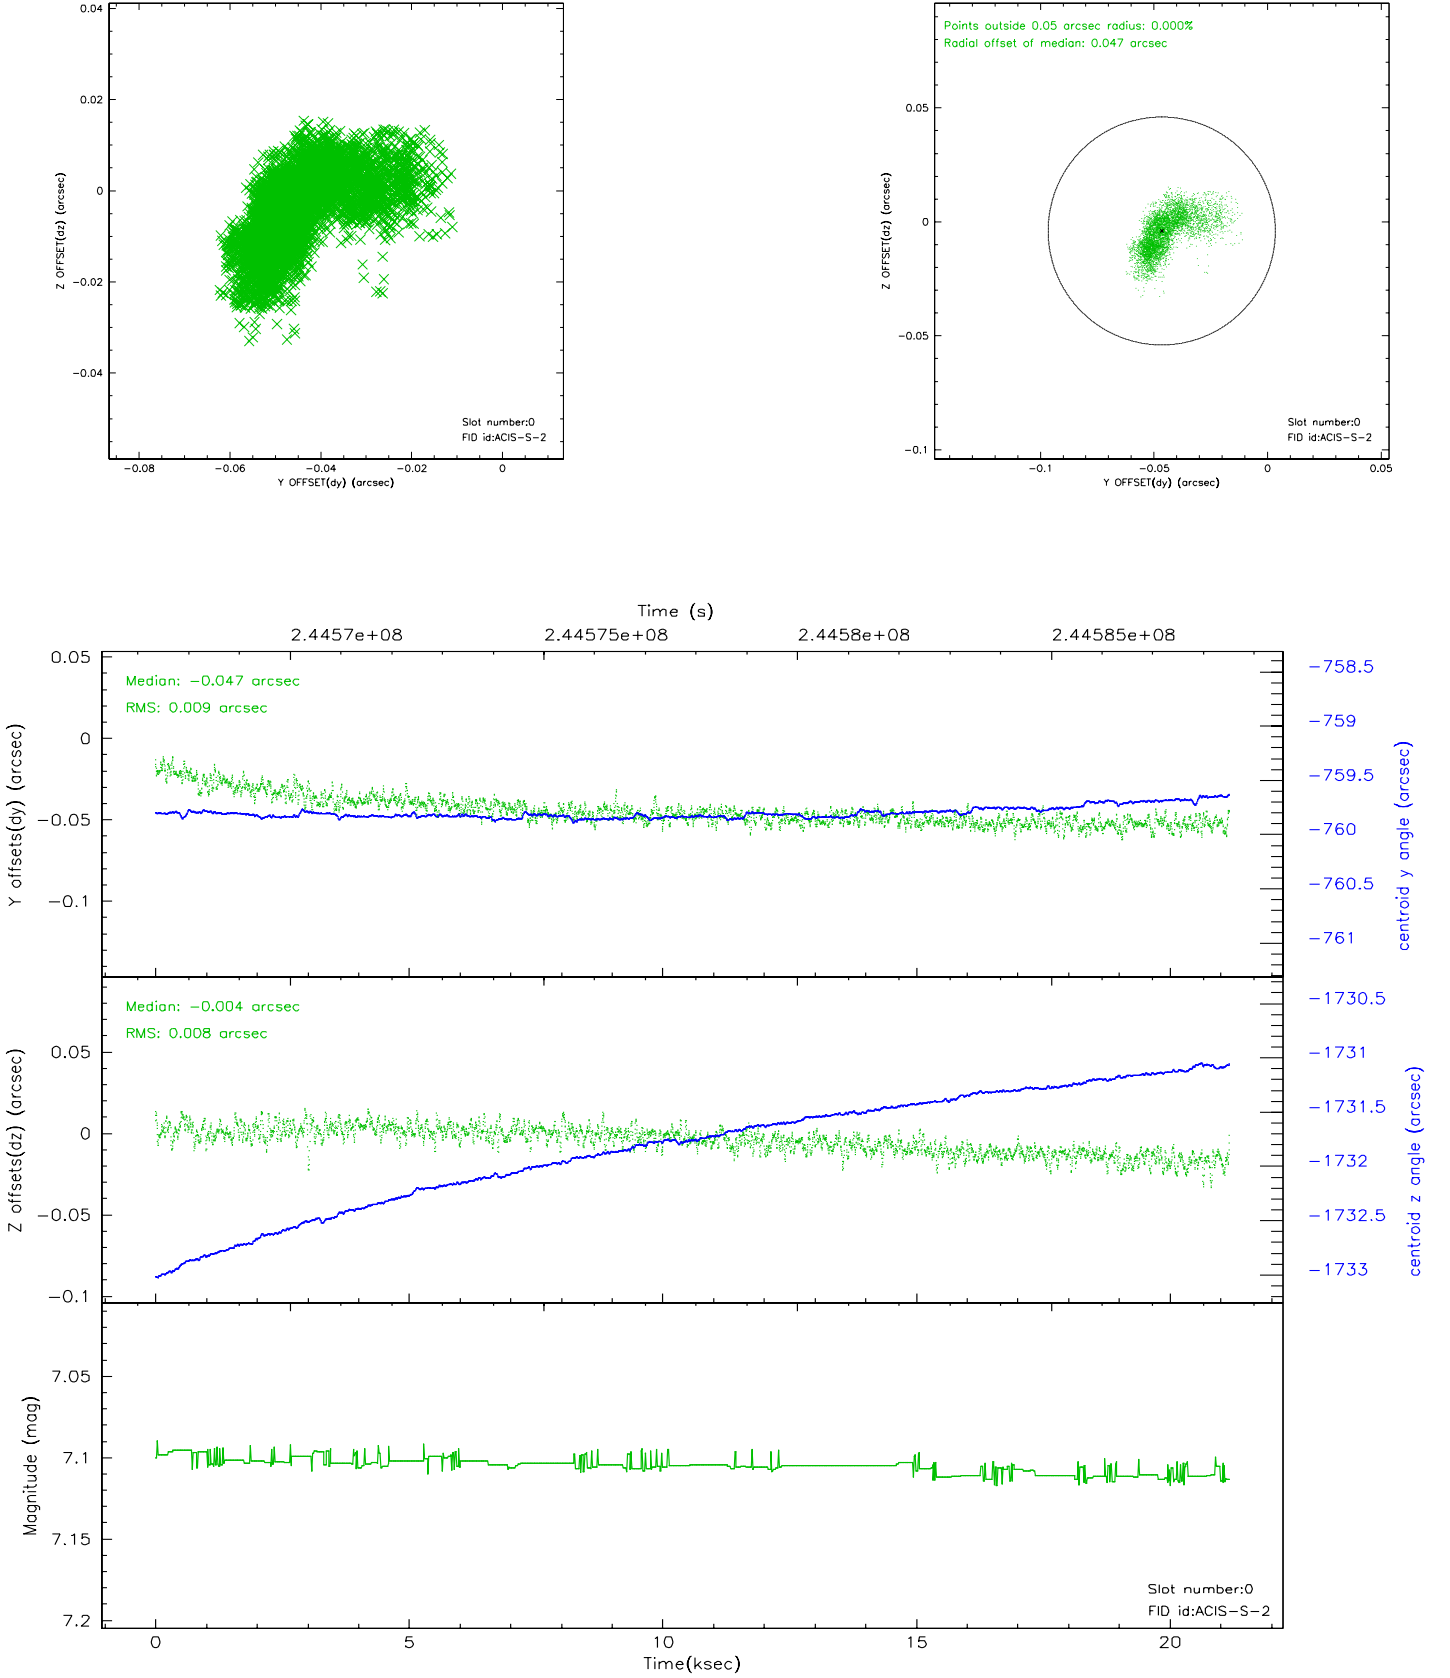 0.04
0.02
0
−0.02
−0.04
Z OFFSET(dz) (arcsec)
Slot number:0
FID id:ACIS−S−2
−0.08
−0.06
−0.04
−0.02
0
Y OFFSET(dy) (arcsec)
Points outside 0.05 arcsec radius: 0.000%
Radial offset of median: 0.047 arcsec
0.05
0
−0.05
−0.1
Z OFFSET(dz) (arcsec)
Slot number:0
FID id:ACIS−S−2
−0.1
−0.05
0
0.05
Y OFFSET(dy) (arcsec)
Time (s)
2.4457e+08
2.44575e+08
2.4458e+08
2.44585e+08
Median: −0.047 arcsec
RMS: 0.009 arcsec
0.05
0
−0.05
−0.1
Y offsets(dy) (arcsec)
−758.5
−759
−759.5
−760
−760.5
−761
centroid y angle (arcsec)
Median: −0.004 arcsec
RMS: 0.008 arcsec
0.05
0
−0.05
−0.1
Z offsets(dz) (arcsec)
−1730.5
−1731
−1731.5
−1732
−1732.5
−1733
centroid z angle (arcsec)
7.05
7.1
7.15
7.2
Magnitude (mag)
Slot number:0
FID id:ACIS−S−2
0
5
10
15
20
Time(ksec)